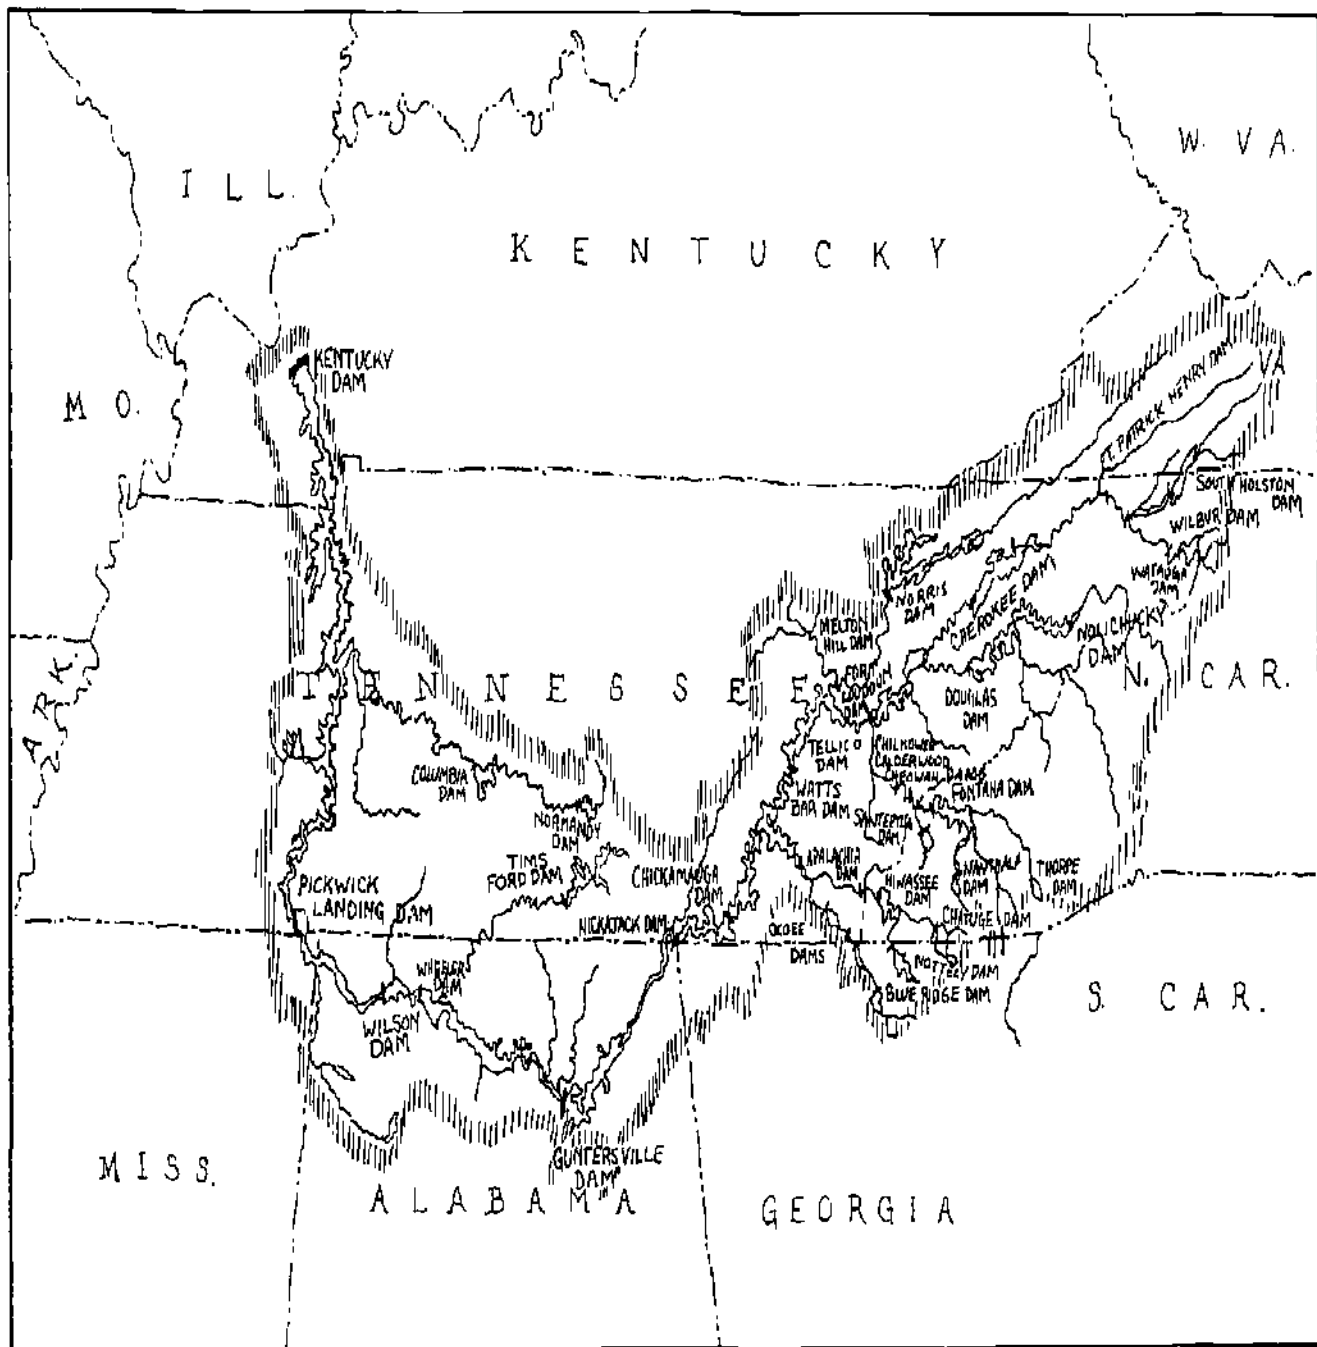 W. VA.
ILL.
KENTUCKY
KENTUCKY
DAM
MO.
VA
FT. PATRICK HENRY DAM
SOUTH HOLSTON
DAM
WILBUR DAM
WATAUGA
DAM
NORRIS
DAM
CHEROKEE DAM
NOLICHUCKY
DAM
MELTON
HILL DAM
FORT
LOUDOUN
DAM
TENNESSEE
N. CAR.
ARK.
DOUGLAS
DAM
TELLICO
DAM
CHILHOWEE
CALDERWOOD
CHEOWAH DAMS
FONTANA DAM
COLUMBIA
DAM
WATTS
BAR DAM
NORMANDY
DAM
SANTEETLAH
DAM
TIMS
FORD DAM
CHICKAMAUGA
DAM
APALACHIA
DAM
HIWASSEE
DAM
NANTAHALA
DAM
THORPE
DAM
PICKWICK
LANDING DAM
NICKAJACK DAM
OCOEE
DAMS
CHATUGE DAM
NOTTELY DAM
BLUE RIDGE DAM
WHEELER
DAM
WILSON
DAM
S. CAR.
GUNTERSVILLE
DAM
MISS.
ALABAMA
GEORGIA